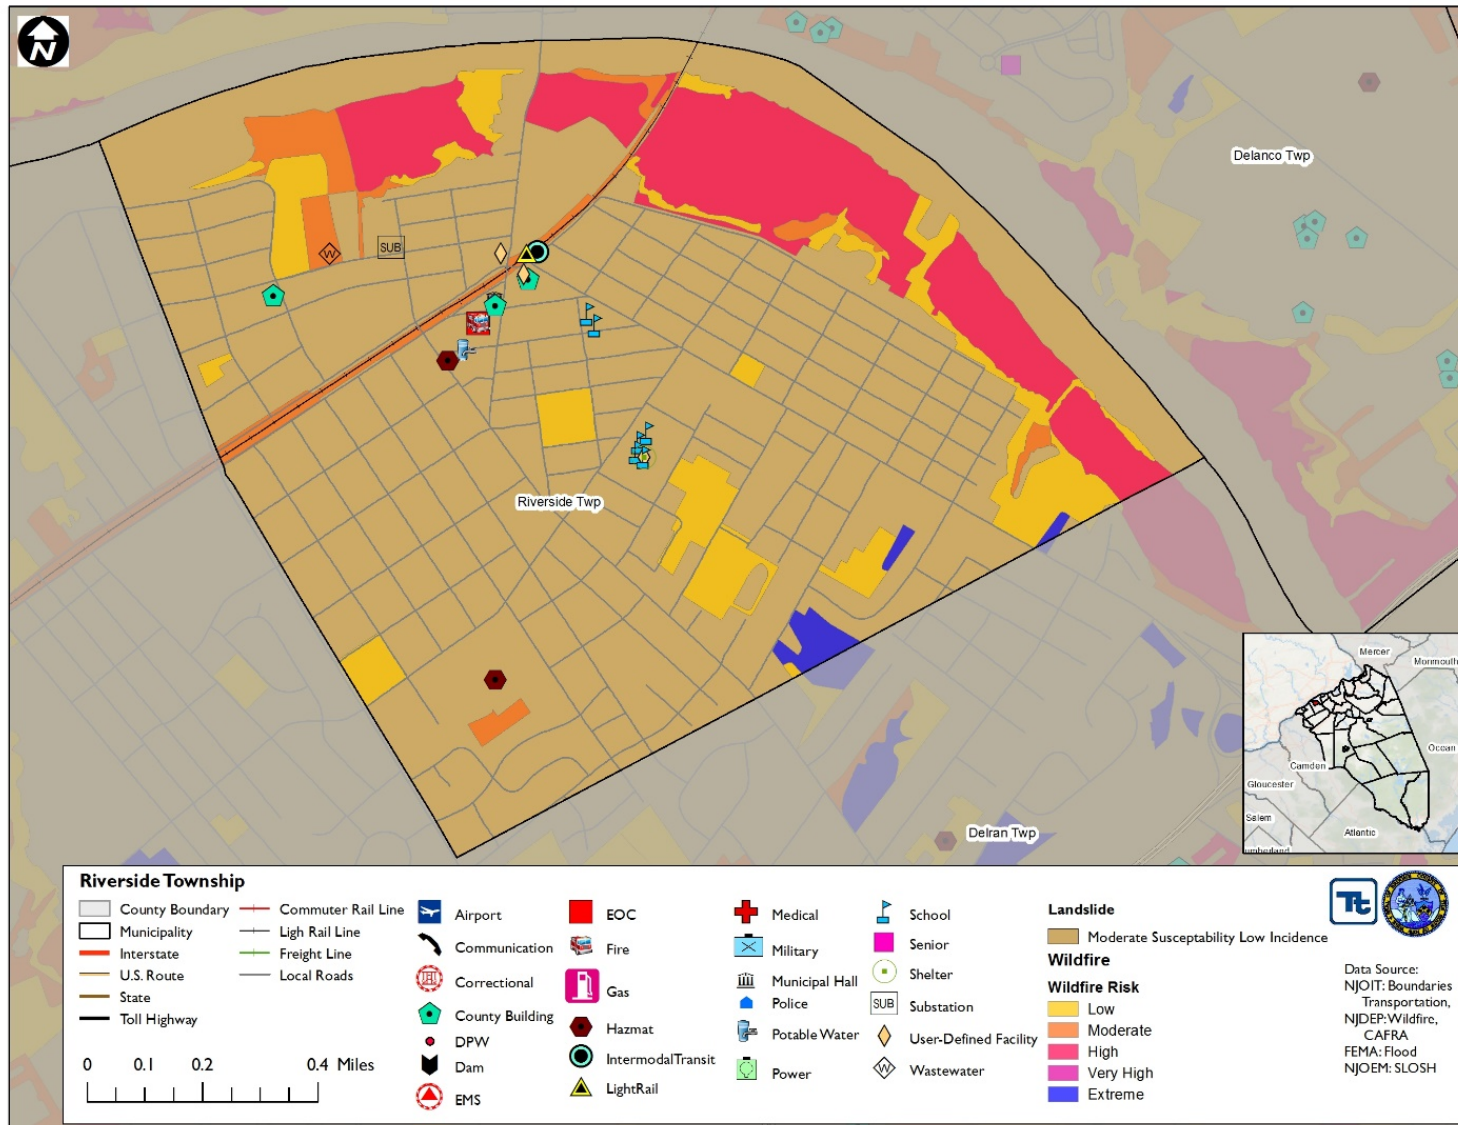 N
Delanco Twp
W
SUB
Riverside Twp
Delran Twp
Mercer
Monmouth
Ocean
Camden
Gloucester
Salem
Atlantic
umberland
Riverside Township
County Boundary
Municipality
Interstate
U.S. Route
State
Toll Highway
Commuter Rail Line
Ligh Rail Line
Freight Line
Local Roads
0 0.1 0.2 0.4 Miles
Airport
Communication
Correctional
County Building
DPW
Dam
EMS
EOC
Fire
Gas
Hazmat
IntermodalTransit
LightRail
Medical
Military
Municipal Hall
Police
Potable Water
Power
School
Senior
Shelter
SUB Substation
User-Defined Facility
W Wastewater
Landslide
Moderate Susceptability Low Incidence
Wildfire
Wildfire Risk
Low
Moderate
High
Very High
Extreme
Tt
Data Source:
NJOIT: Boundaries
Transportation,
NJDEP: Wildfire,
CAFRA
FEMA: Flood
NJOEM: SLOSH